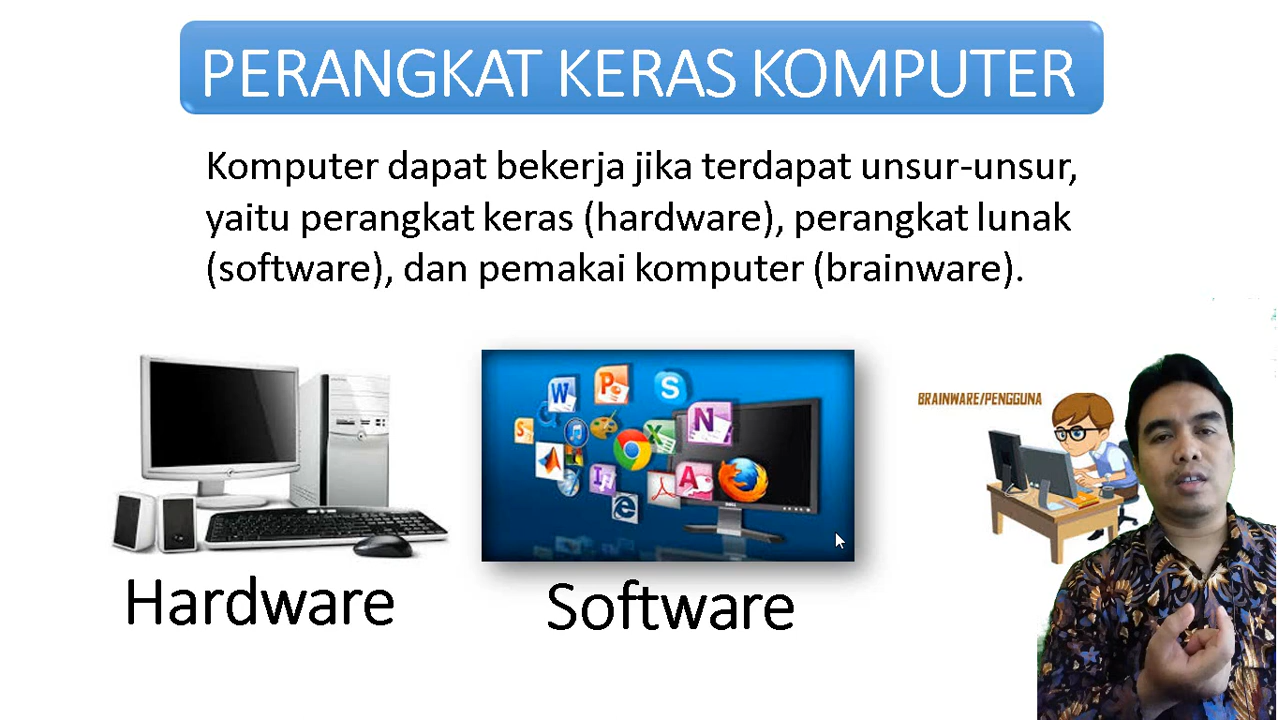 PERANGKAT KERAS KOMPUTER
Komputer dapat bekerja jika terdapat unsur-unsur,
yaitu perangkat keras (hardware), perangkat lunak
(software), dan pemakai komputer (brainware).
BRAINWARE/PENGGUNA
Hardware
Software